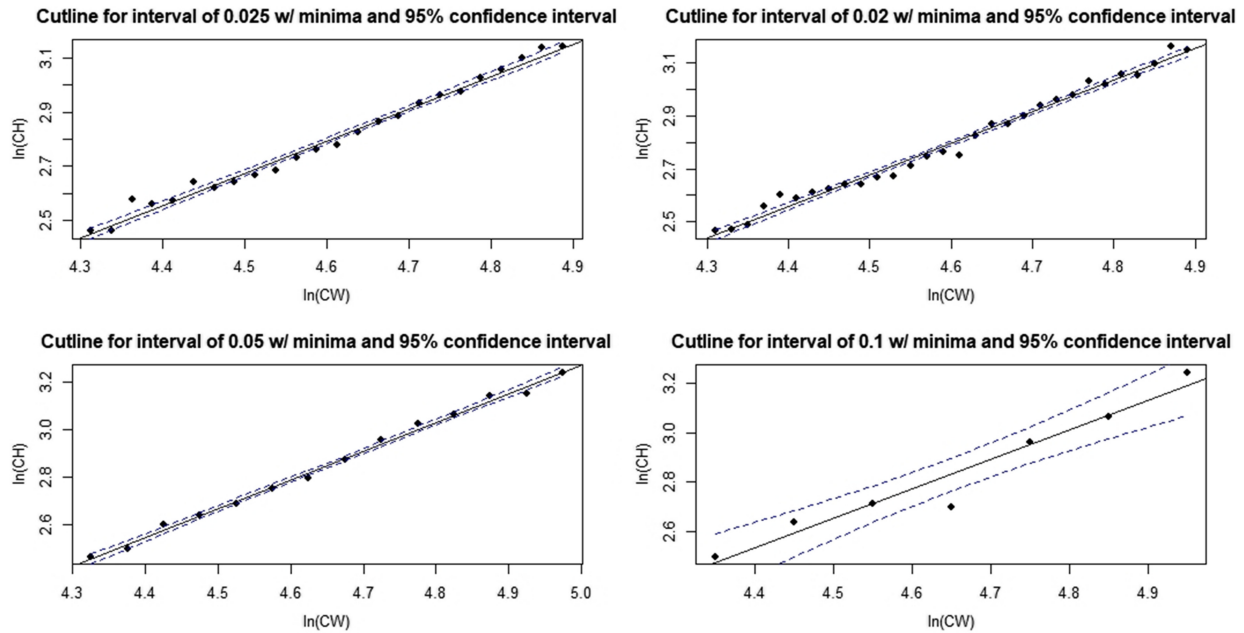 Cutline for interval of 0.025 w/ minima and 95% confidence interval
ln(CH)
3.1
2.9
2.7
2.5
4.3 4.4 4.5 4.6 4.7 4.8 4.9
ln(CW)
Cutline for interval of 0.02 w/ minima and 95% confidence interval
ln(CH)
3.1
2.9
2.7
2.5
4.3 4.4 4.5 4.6 4.7 4.8 4.9
ln(CW)
Cutline for interval of 0.05 w/ minima and 95% confidence interval
ln(CH)
3.2
3.0
2.8
2.6
4.3 4.4 4.5 4.6 4.7 4.8 4.9 5.0
ln(CW)
Cutline for interval of 0.1 w/ minima and 95% confidence interval
ln(CH)
3.2
3.0
2.8
2.6
4.4 4.5 4.6 4.7 4.8 4.9
ln(CW)